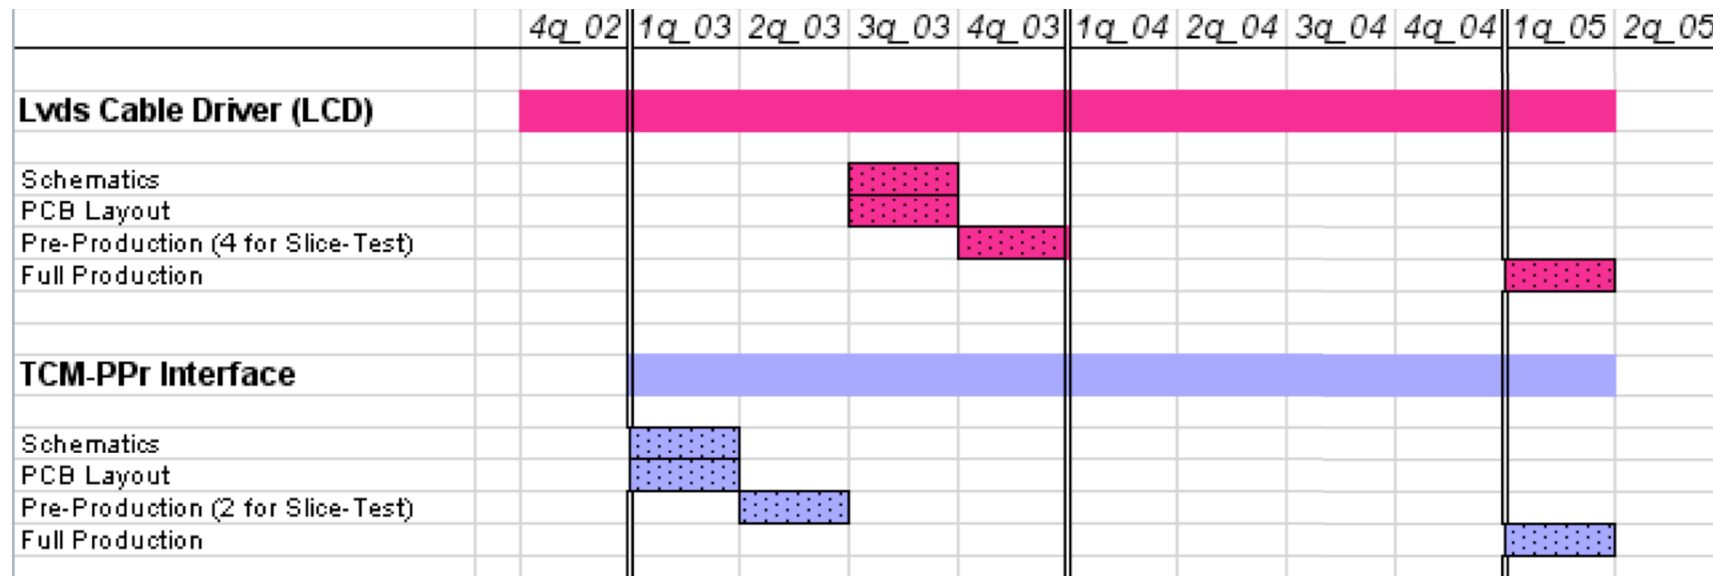 4q_02 1q_03 2q_03 3q_03 4q_03 1q_04 2q_04 3q_04 4q_04 1q_05 2q_05
Lvds Cable Driver (LCD)
Schematics
PCB Layout
Pre-Production (4 for Slice-Test)
Full Production
TCM-PPr Interface
Schematics
PCB Layout
Pre-Production (2 for Slice-Test)
Full Production